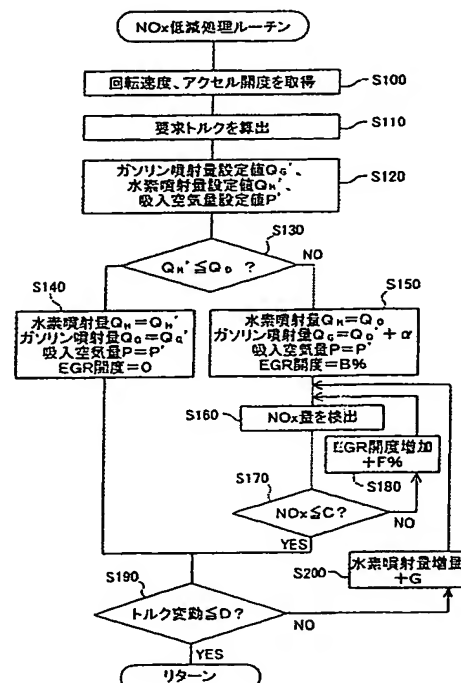 NOx低減処理ルーチン
回転速度、アクセル開度を取得
S100
要求トルクを算出
S110
ガソリン噴射量設定値QG'、
水素噴射量設定値QH'、
吸入空気量設定値P'
S120
S130
QH'≦QD ?
NO
S140
水素噴射量QH=QH'
ガソリン噴射量QG=QG'
吸入空気量P=P'
EGR開度=0
S150
水素噴射量QH=QD
ガソリン噴射量QG=QD'+α
吸入空気量P=P'
EGR開度=B%
S160
NOx量を検出
EGR開度増加
+F%
S180
S170
NOx≦C?
NO
YES
水素噴射量増量
+G
S200
S190
トルク変動≦D?
NO
YES
リターン